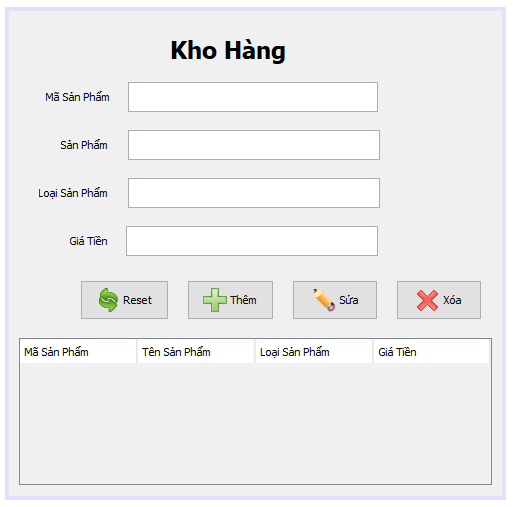 Kho Hàng
Mã Sản Phẩm
Sản Phẩm
Loại Sản Phẩm
Giá Tiền
Reset Thêm Sửa Xóa
Mã Sản Phẩm Tên Sản Phẩm Loại Sản Phẩm Giá Tiền